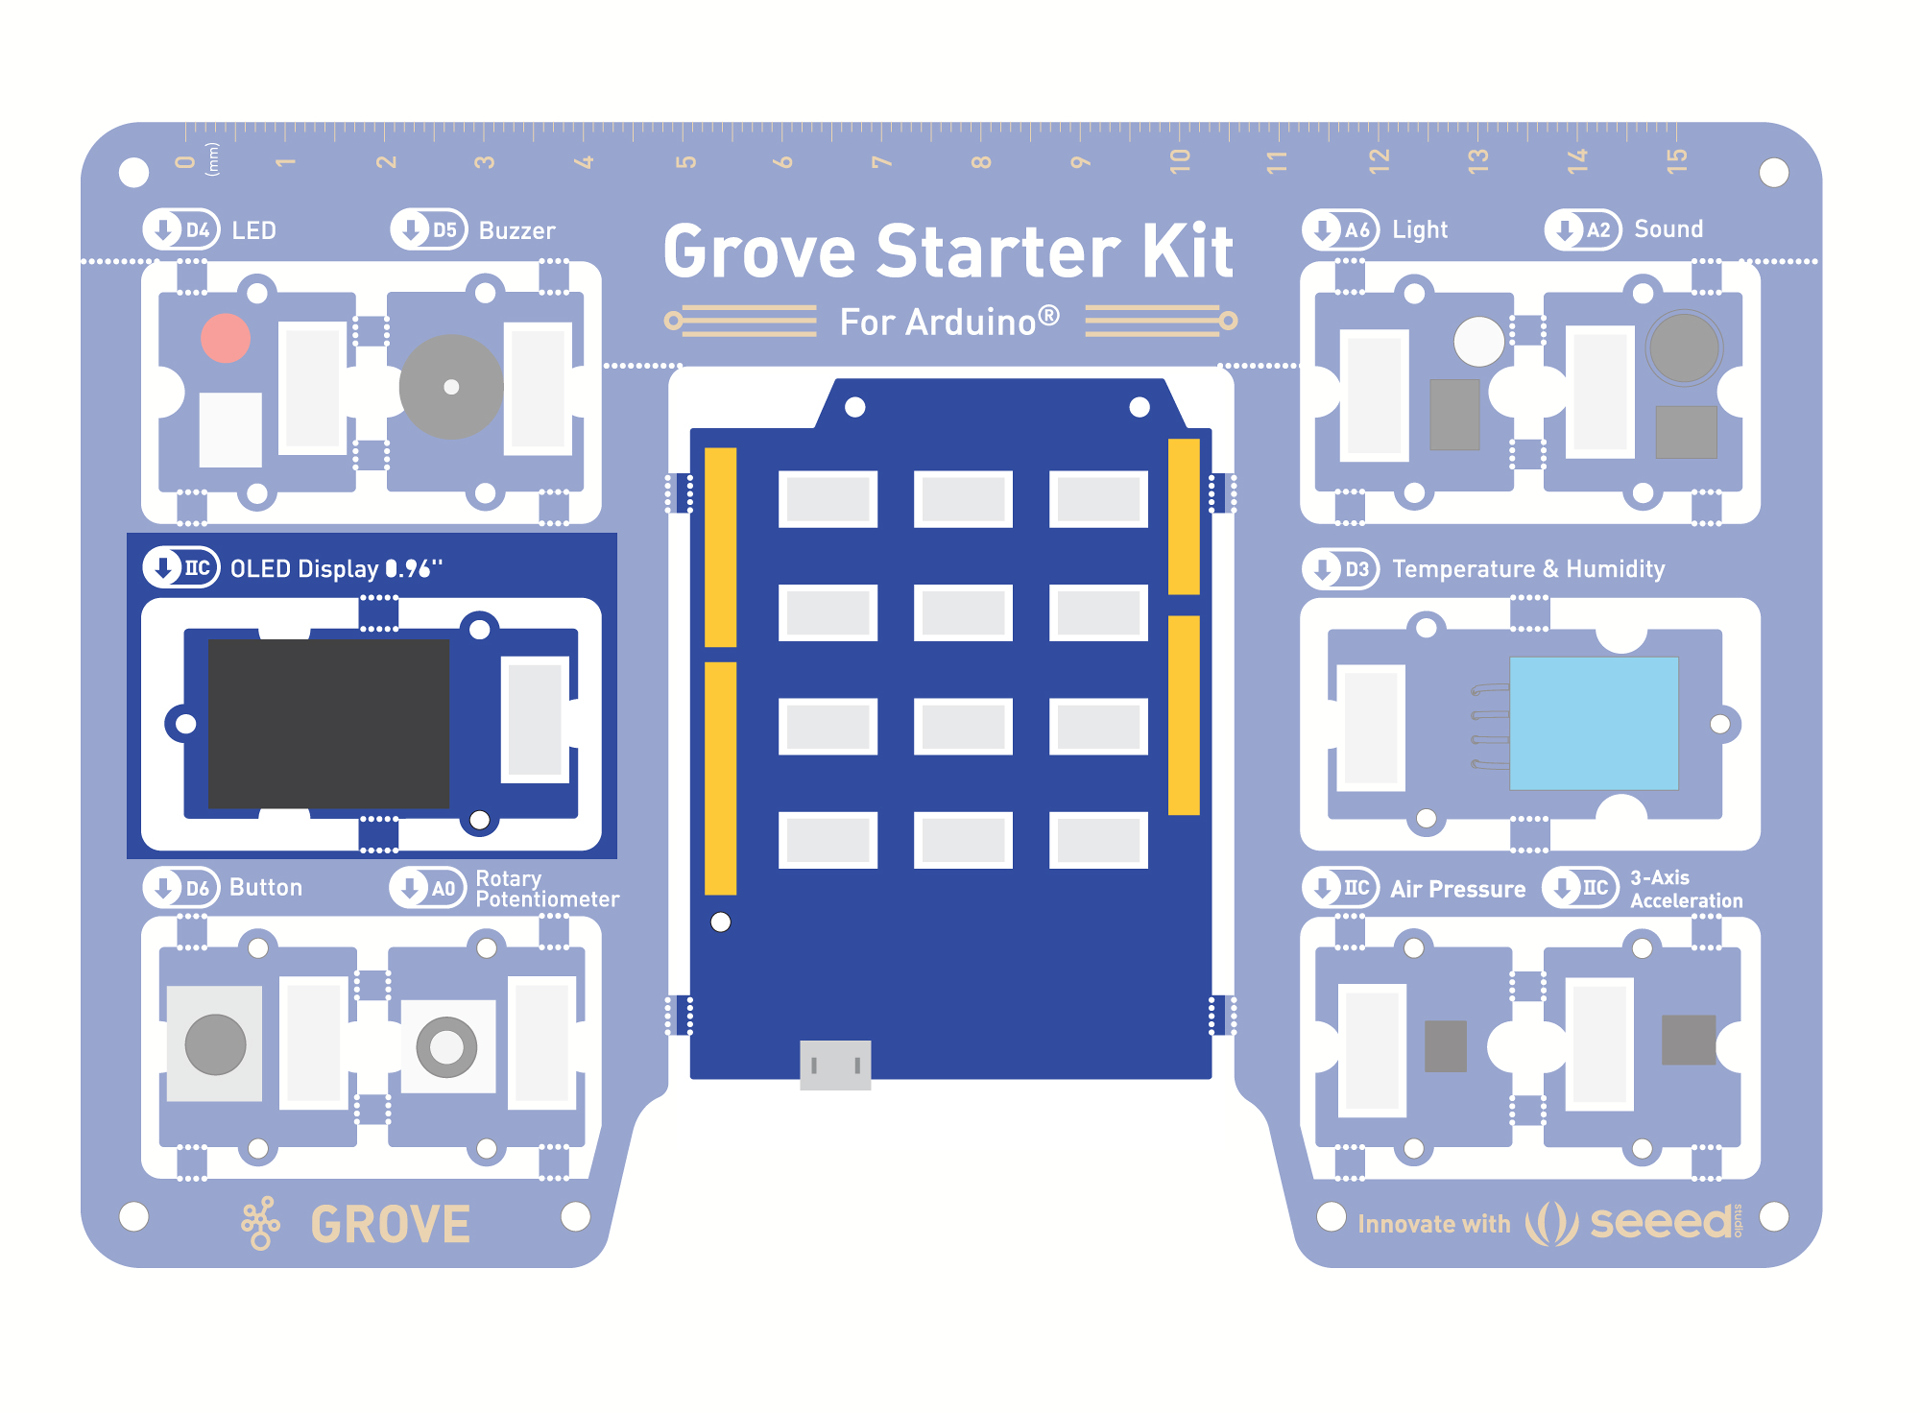 0 (mm) 1 2 3 4 5 6 7 8 9 10 11 12 13 14 15
D4 LED
D5 Buzzer
Grove Starter Kit
For Arduino®
A6 Light
A2 Sound
IIC OLED Display 0.96''
D3 Temperature & Humidity
D6 Button
A0 Rotary
Potentiometer
IIC Air Pressure
IIC 3-Axis
Acceleration
GROVE
Innovate with seeed studio